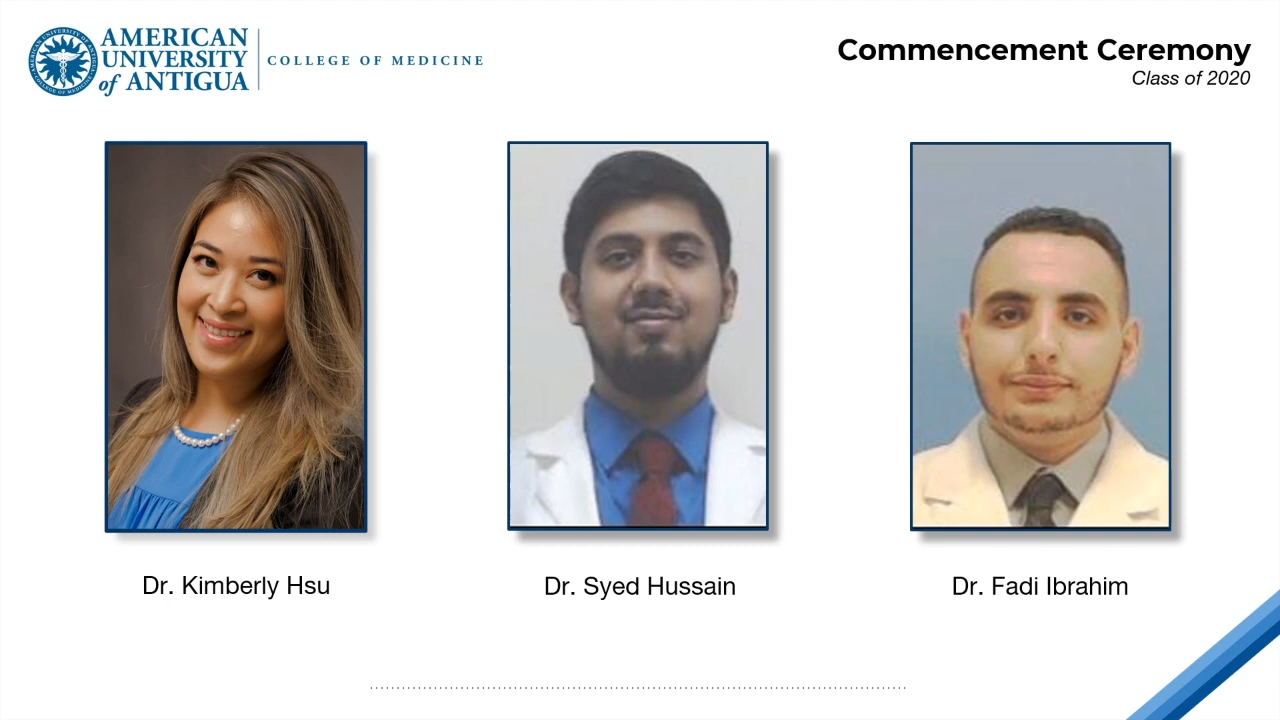 AMERICAN
UNIVERSITY
of ANTIGUA
COLLEGE OF MEDICINE
Commencement Ceremony
Class of 2020
Dr. Kimberly Hsu
Dr. Syed Hussain
Dr. Fadi Ibrahim